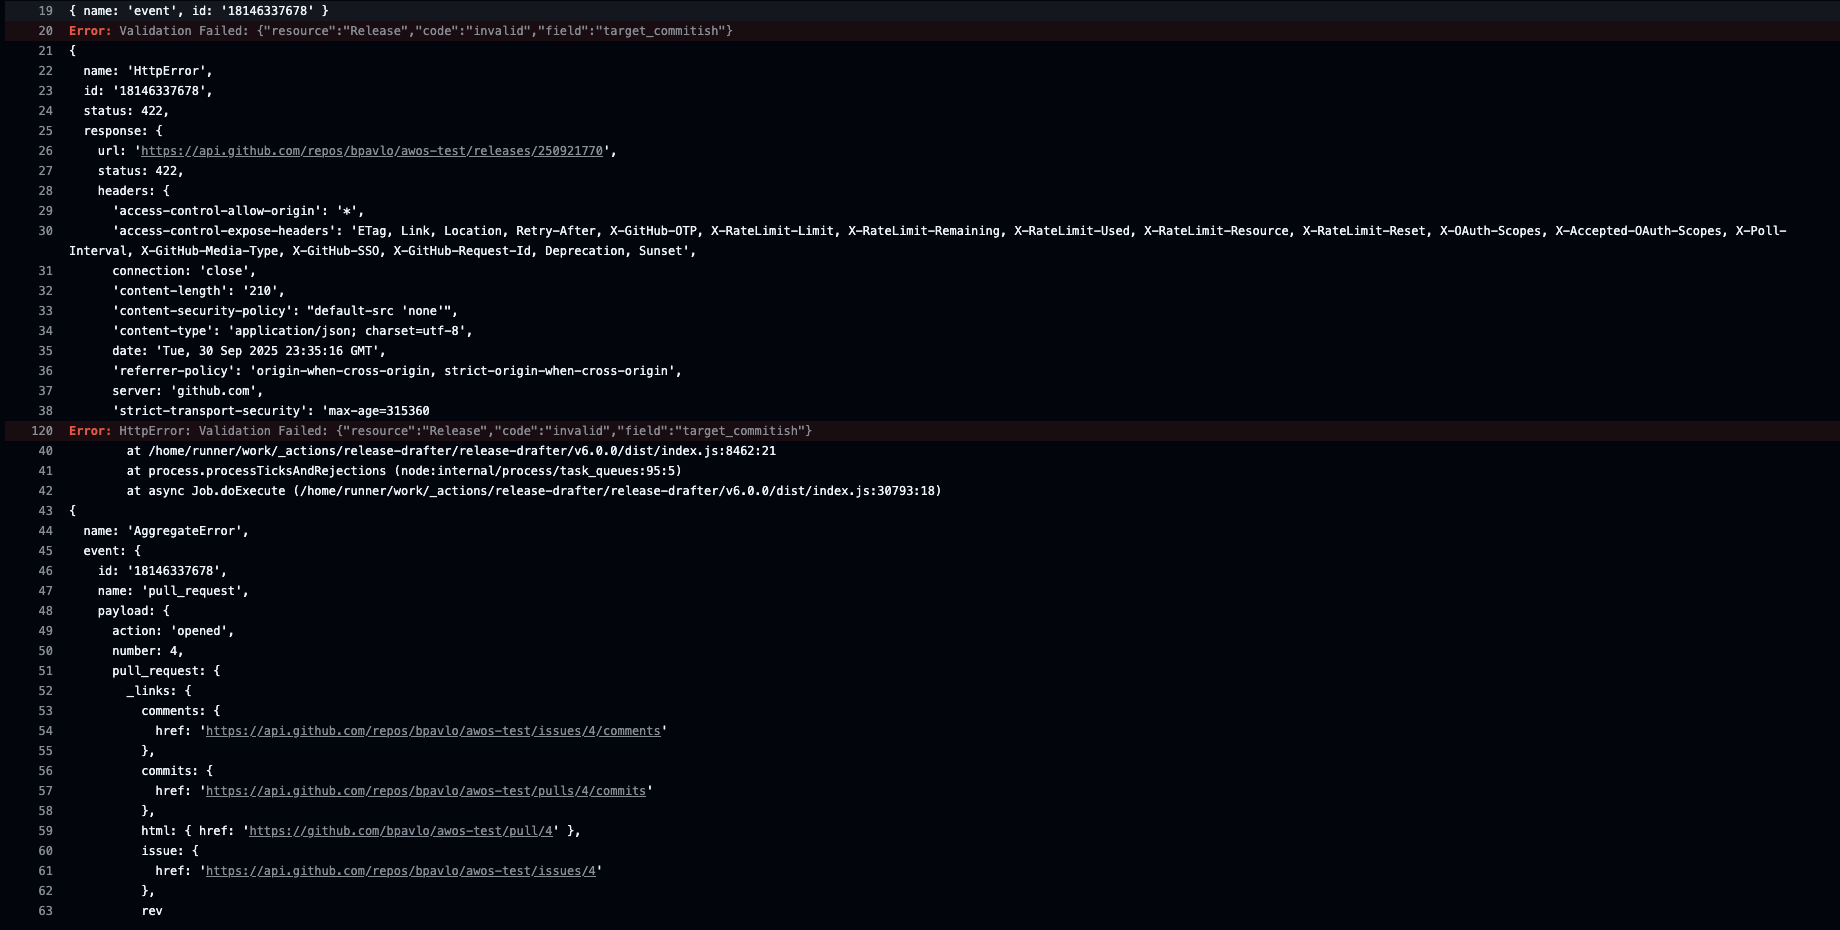 19 { name: 'event', id: '18146337678' }
20 Error: Validation Failed: {"resource":"Release","code":"invalid","field":"target_commitish"}
21 {
22 name: 'HttpError',
23 id: '18146337678',
24 status: 422,
25 response: {
26 url: 'https://api.github.com/repos/bpavlo/awos-test/releases/250921770',
27 status: 422,
28 headers: {
29 'access-control-allow-origin': '*',
30 'access-control-expose-headers': 'ETag, Link, Location, Retry-After, X-GitHub-OTP, X-RateLimit-Limit, X-RateLimit-Remaining, X-RateLimit-Used, X-RateLimit-Resource, X-RateLimit-Reset, X-OAuth-Scopes, X-Accepted-OAuth-Scopes, X-Poll-
Interval, X-GitHub-Media-Type, X-GitHub-SSO, X-GitHub-Request-Id, Deprecation, Sunset',
31 connection: 'close',
32 'content-length': '210',
33 'content-security-policy': "default-src 'none'",
34 'content-type': 'application/json; charset=utf-8',
35 date: 'Tue, 30 Sep 2025 23:35:16 GMT',
36 'referrer-policy': 'origin-when-cross-origin, strict-origin-when-cross-origin',
37 server: 'github.com',
38 'strict-transport-security': 'max-age=315360
120 Error: HttpError: Validation Failed: {"resource":"Release","code":"invalid","field":"target_commitish"}
40 at /home/runner/work/_actions/release-drafter/release-drafter/v6.0.0/dist/index.js:8462:21
41 at process.processTicksAndRejections (node:internal/process/task_queues:95:5)
42 at async Job.doExecute (/home/runner/work/_actions/release-drafter/release-drafter/v6.0.0/dist/index.js:30793:18)
43 {
44 name: 'AggregateError',
45 event: {
46 id: '18146337678',
47 name: 'pull_request',
48 payload: {
49 action: 'opened',
50 number: 4,
51 pull_request: {
52 _links: {
53 comments: {
54 href: 'https://api.github.com/repos/bpavlo/awos-test/issues/4/comments'
55 },
56 commits: {
57 href: 'https://api.github.com/repos/bpavlo/awos-test/pulls/4/commits'
58 },
59 html: { href: 'https://github.com/bpavlo/awos-test/pull/4' },
60 issue: {
61 href: 'https://api.github.com/repos/bpavlo/awos-test/issues/4'
62 },
63 rev